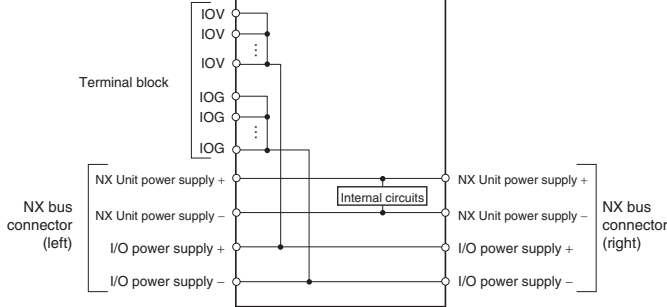 IOV
IOV
⋮
IOV
Terminal block
IOG
IOG
⋮
IOG
NX bus
connector
(left)
NX Unit power supply +
NX Unit power supply −
I/O power supply +
I/O power supply −
Internal circuits
NX Unit power supply +
NX Unit power supply −
I/O power supply +
I/O power supply −
NX bus
connector
(right)